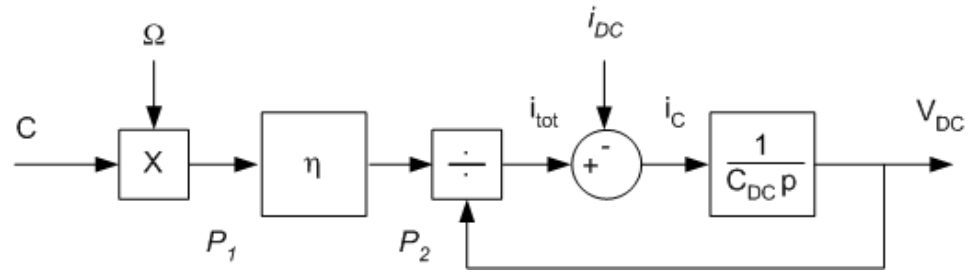 Ω
i_DC
C
i_tot
i_C
V_DC
X
η
÷
+ -
1
C_DC p
P_1
P_2